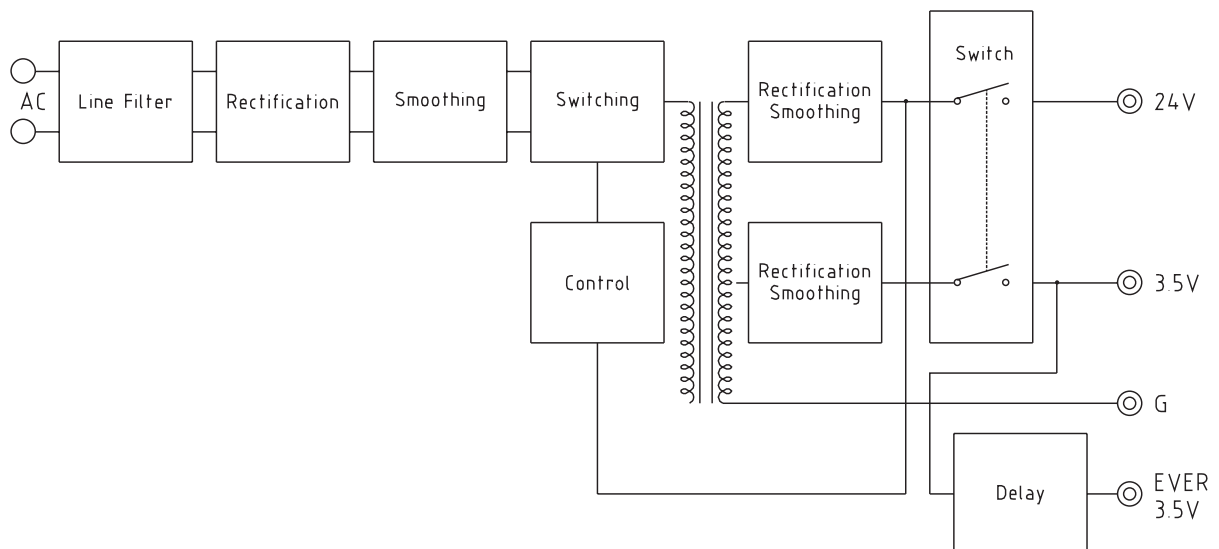 AC
Line Filter
Rectification
Smoothing
Switching
Rectification
Smoothing
Switch
24V
Control
Rectification
Smoothing
3.5V
G
Delay
EVER
3.5V